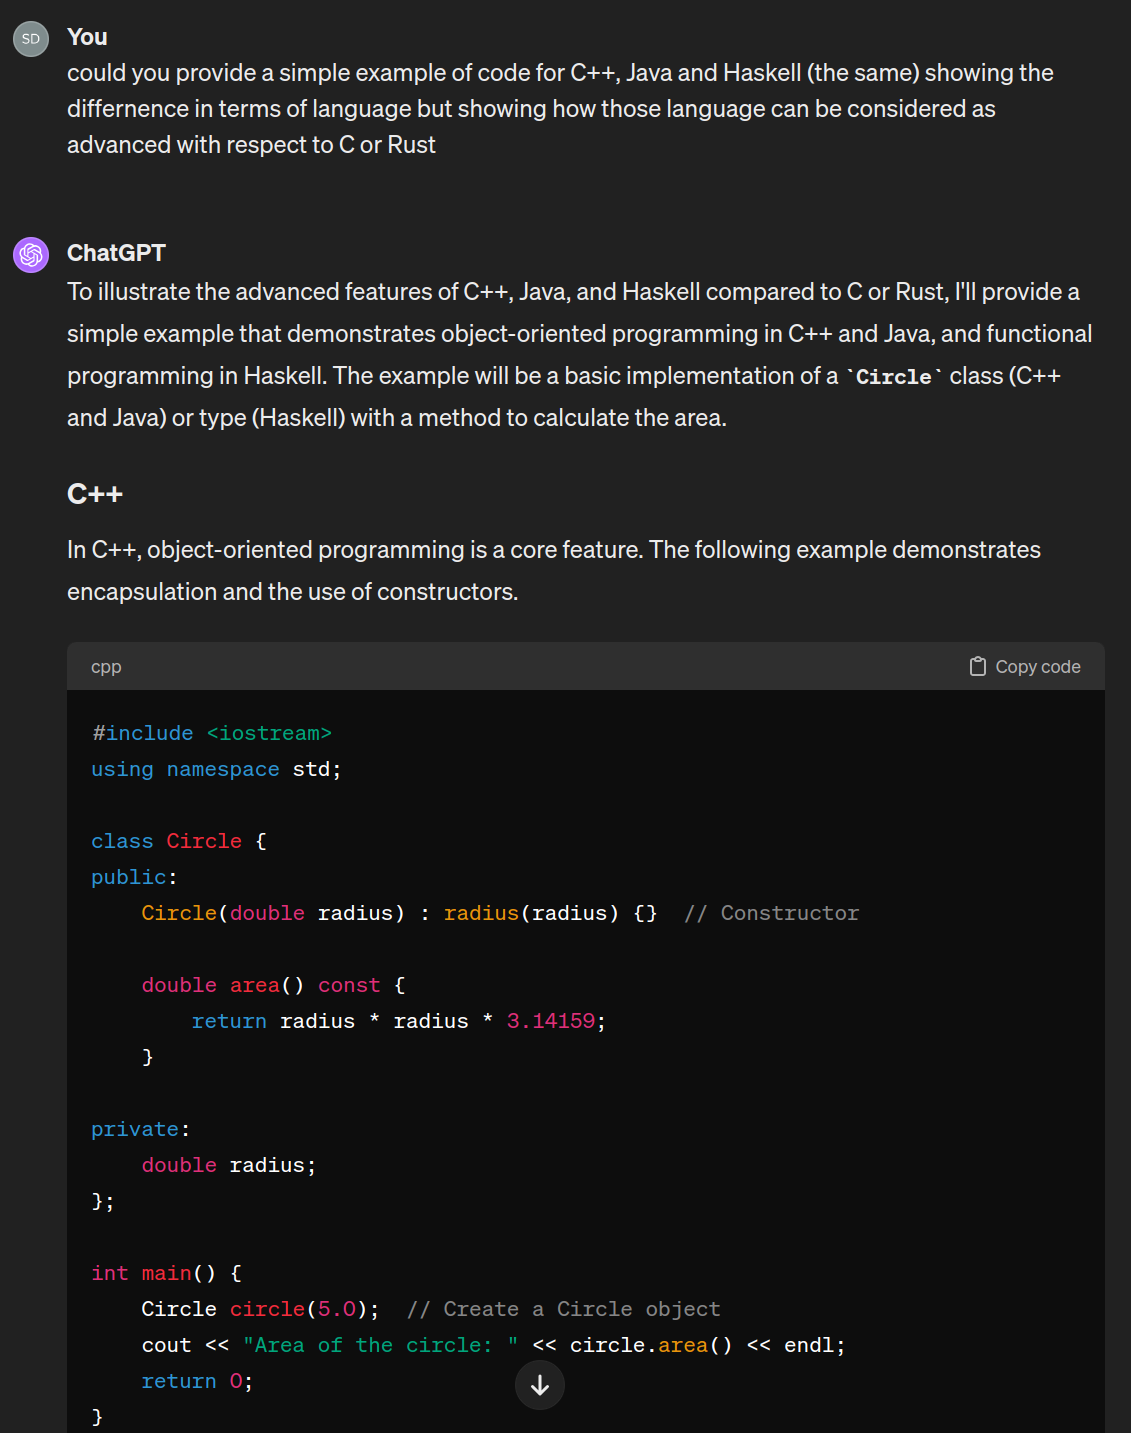 SD
You
could you provide a simple example of code for C++, Java and Haskell (the same) showing the
differnence in terms of language but showing how those language can be considered as
advanced with respect to C or Rust
ChatGPT
To illustrate the advanced features of C++, Java, and Haskell compared to C or Rust, I'll provide a
simple example that demonstrates object-oriented programming in C++ and Java, and functional
programming in Haskell. The example will be a basic implementation of a `Circle` class (C++
and Java) or type (Haskell) with a method to calculate the area.
C++
In C++, object-oriented programming is a core feature. The following example demonstrates
encapsulation and the use of constructors.
cpp Copy code
#include <iostream>
using namespace std;
class Circle {
public:
    Circle(double radius) : radius(radius) {}  // Constructor
    double area() const {
        return radius * radius * 3.14159;
    }
private:
    double radius;
};
int main() {
    Circle circle(5.0);  // Create a Circle object
    cout << "Area of the circle: " << circle.area() << endl;
    return 0;
}